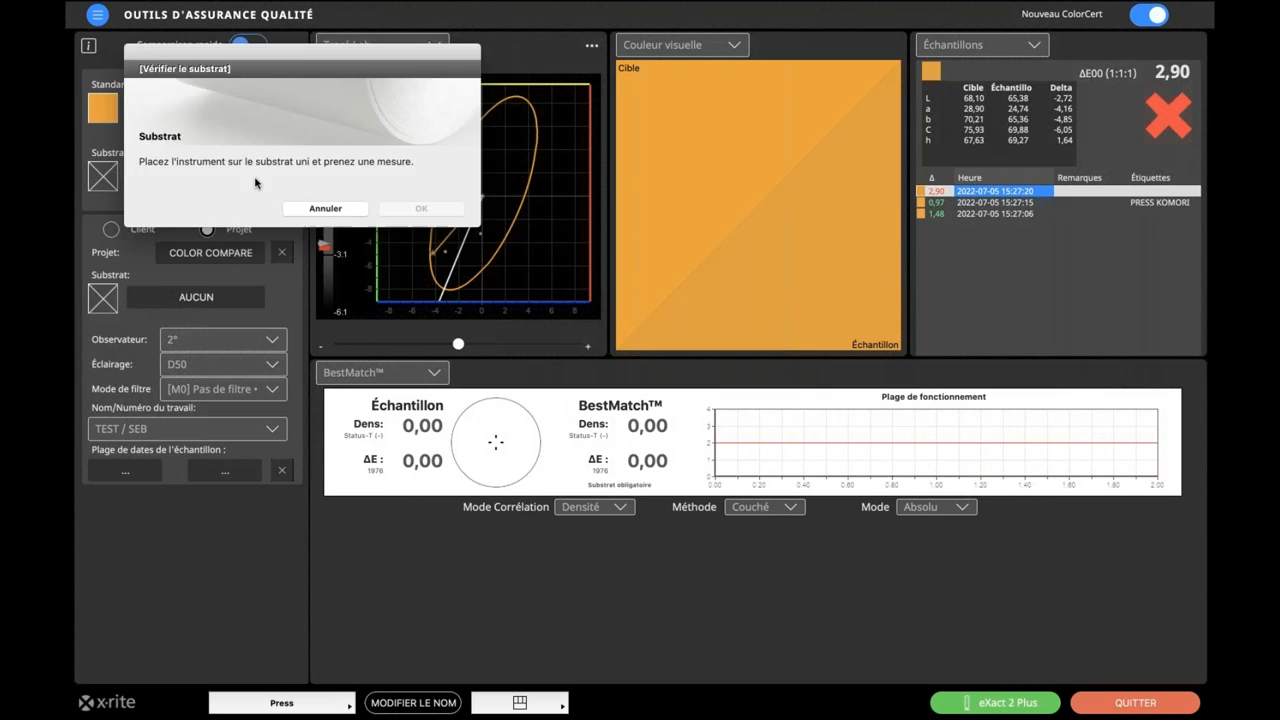 OUTILS D'ASSURANCE QUALITÉ
Nouveau ColorCert
[Vérifier le substrat]
Substrat
Placez l'instrument sur le substrat uni et prenez une mesure.
Annuler
OK
Standar
Substra
Client
Projet
Projet:
COLOR COMPARE
Substrat:
AUCUN
Observateur:
2°
Éclairage:
D50
Mode de filtre
[M0] Pas de filtre •
Nom/Numéro du travail:
TEST / SEB
Plage de dates de l'échantillon :
...
...
-3.1
-6.1
-4
-6
-8
-8 -6 -4 -2 0 2 4 6 8
- +
Couleur visuelle
Cible
Échantillon
Échantillons
ΔE00 (1:1:1) 2,90
Cible Échantillo Delta
L 68,10 65,38 -2,72
a 28,90 24,74 -4,16
b 70,21 65,36 -4,85
C 75,93 69,88 -6,05
h 67,63 69,27 1,64
Δ Heure Remarques Étiquettes
2,90 2022-07-05 15:27:20
0,97 2022-07-05 15:27:15 PRESS KOMORI
1,48 2022-07-05 15:27:06
BestMatch™
Échantillon
Dens: 0,00
Status-T (-)
ΔE : 0,00
1976
BestMatch™
Dens: 0,00
Status-T (-)
ΔE : 0,00
1976
Substrat obligatoire
Plage de fonctionnement
4
3
2
1
0
0.00 0.20 0.40 0.60 0.80 1.00 1.20 1.40 1.60 1.80 2.00
Mode Corrélation Densité Méthode Couché Mode Absolu
x·rite
Press
MODIFIER LE NOM
eXact 2 Plus
QUITTER